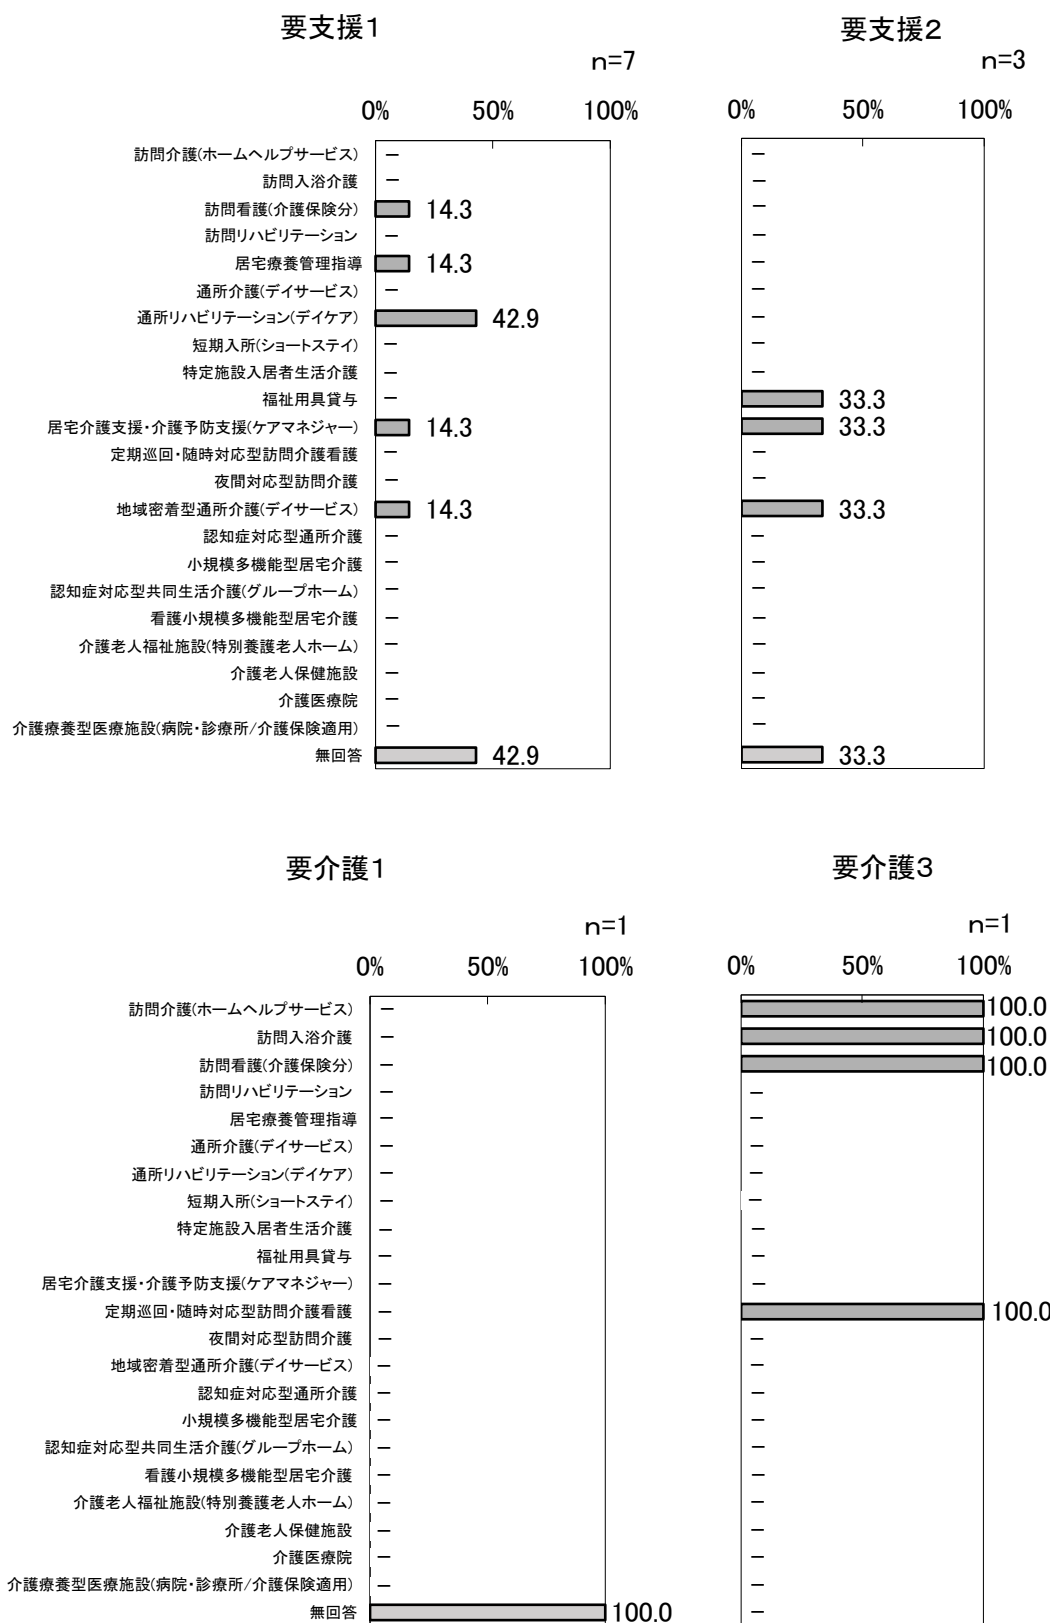 要支援1
n=7
0% 50% 100%
訪問介護(ホームヘルプサービス) －
訪問入浴介護 －
訪問看護(介護保険分) 14.3
訪問リハビリテーション －
居宅療養管理指導 14.3
通所介護(デイサービス) －
通所リハビリテーション(デイケア) 42.9
短期入所(ショートステイ) －
特定施設入居者生活介護 －
福祉用具貸与 －
居宅介護支援・介護予防支援(ケアマネジャー) 14.3
定期巡回・随時対応型訪問介護看護 －
夜間対応型訪問介護 －
地域密着型通所介護(デイサービス) 14.3
認知症対応型通所介護 －
小規模多機能型居宅介護 －
認知症対応型共同生活介護(グループホーム) －
看護小規模多機能型居宅介護 －
介護老人福祉施設(特別養護老人ホーム) －
介護老人保健施設 －
介護医療院 －
介護療養型医療施設(病院・診療所/介護保険適用) －
無回答 42.9
要支援2
n=3
0% 50% 100%
－
－
－
－
－
－
－
－
－
33.3
33.3
－
－
33.3
－
－
－
－
－
－
－
－
33.3
要介護1
n=1
0% 50% 100%
訪問介護(ホームヘルプサービス) －
訪問入浴介護 －
訪問看護(介護保険分) －
訪問リハビリテーション －
居宅療養管理指導 －
通所介護(デイサービス) －
通所リハビリテーション(デイケア) －
短期入所(ショートステイ) －
特定施設入居者生活介護 －
福祉用具貸与 －
居宅介護支援・介護予防支援(ケアマネジャー) －
定期巡回・随時対応型訪問介護看護 －
夜間対応型訪問介護 －
地域密着型通所介護(デイサービス) －
認知症対応型通所介護 －
小規模多機能型居宅介護 －
認知症対応型共同生活介護(グループホーム) －
看護小規模多機能型居宅介護 －
介護老人福祉施設(特別養護老人ホーム) －
介護老人保健施設 －
介護医療院 －
介護療養型医療施設(病院・診療所/介護保険適用) －
無回答 100.0
要介護3
n=1
0% 50% 100%
100.0
100.0
100.0
－
－
－
－
－
－
－
－
100.0
－
－
－
－
－
－
－
－
－
－
－